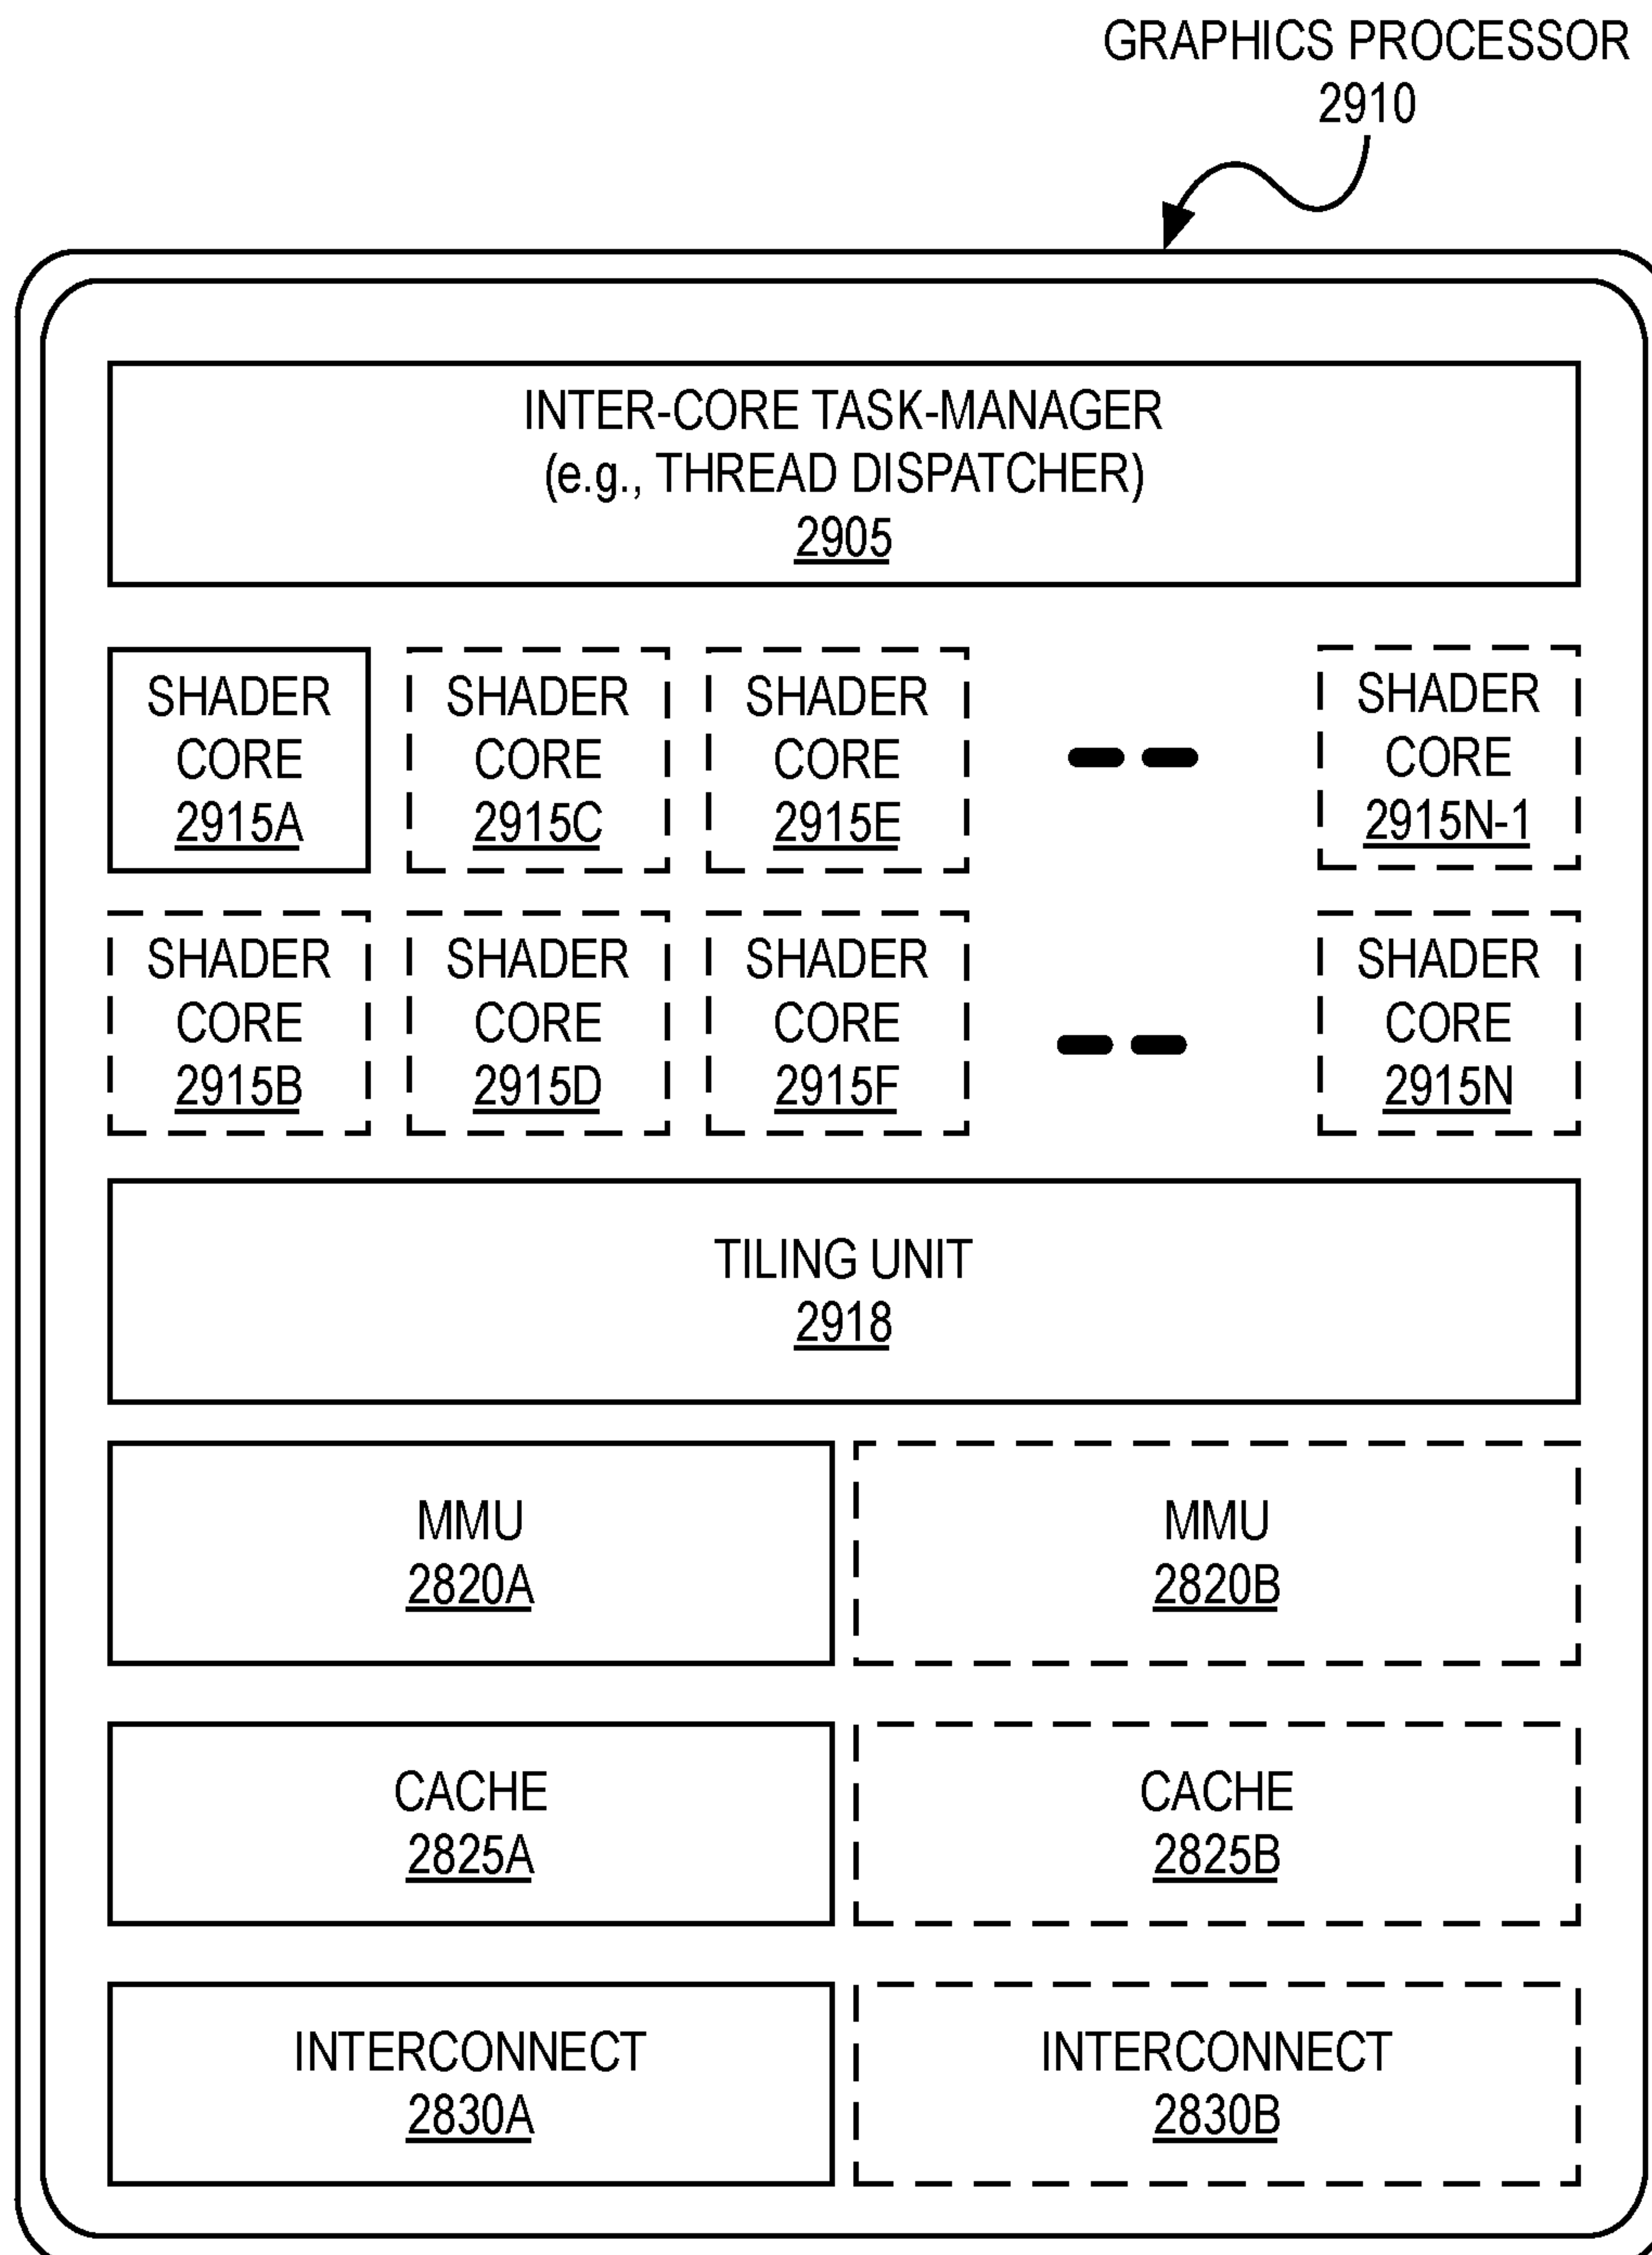 GRAPHICS PROCESSOR
2910
INTER-CORE TASK-MANAGER
(e.g., THREAD DISPATCHER)
2905
SHADER
CORE
2915A
SHADER
CORE
2915C
SHADER
CORE
2915E
SHADER
CORE
2915N-1
SHADER
CORE
2915B
SHADER
CORE
2915D
SHADER
CORE
2915F
SHADER
CORE
2915N
TILING UNIT
2918
MMU
2820A
MMU
2820B
CACHE
2825A
CACHE
2825B
INTERCONNECT
2830A
INTERCONNECT
2830B